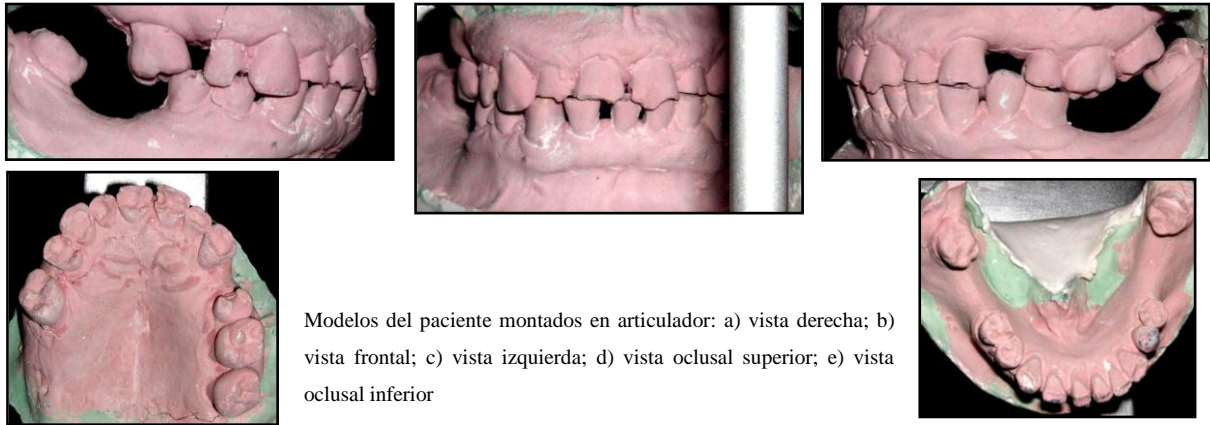 Modelos del paciente montados en articulador: a) vista derecha; b)
vista frontal; c) vista izquierda; d) vista oclusal superior; e) vista
oclusal inferior